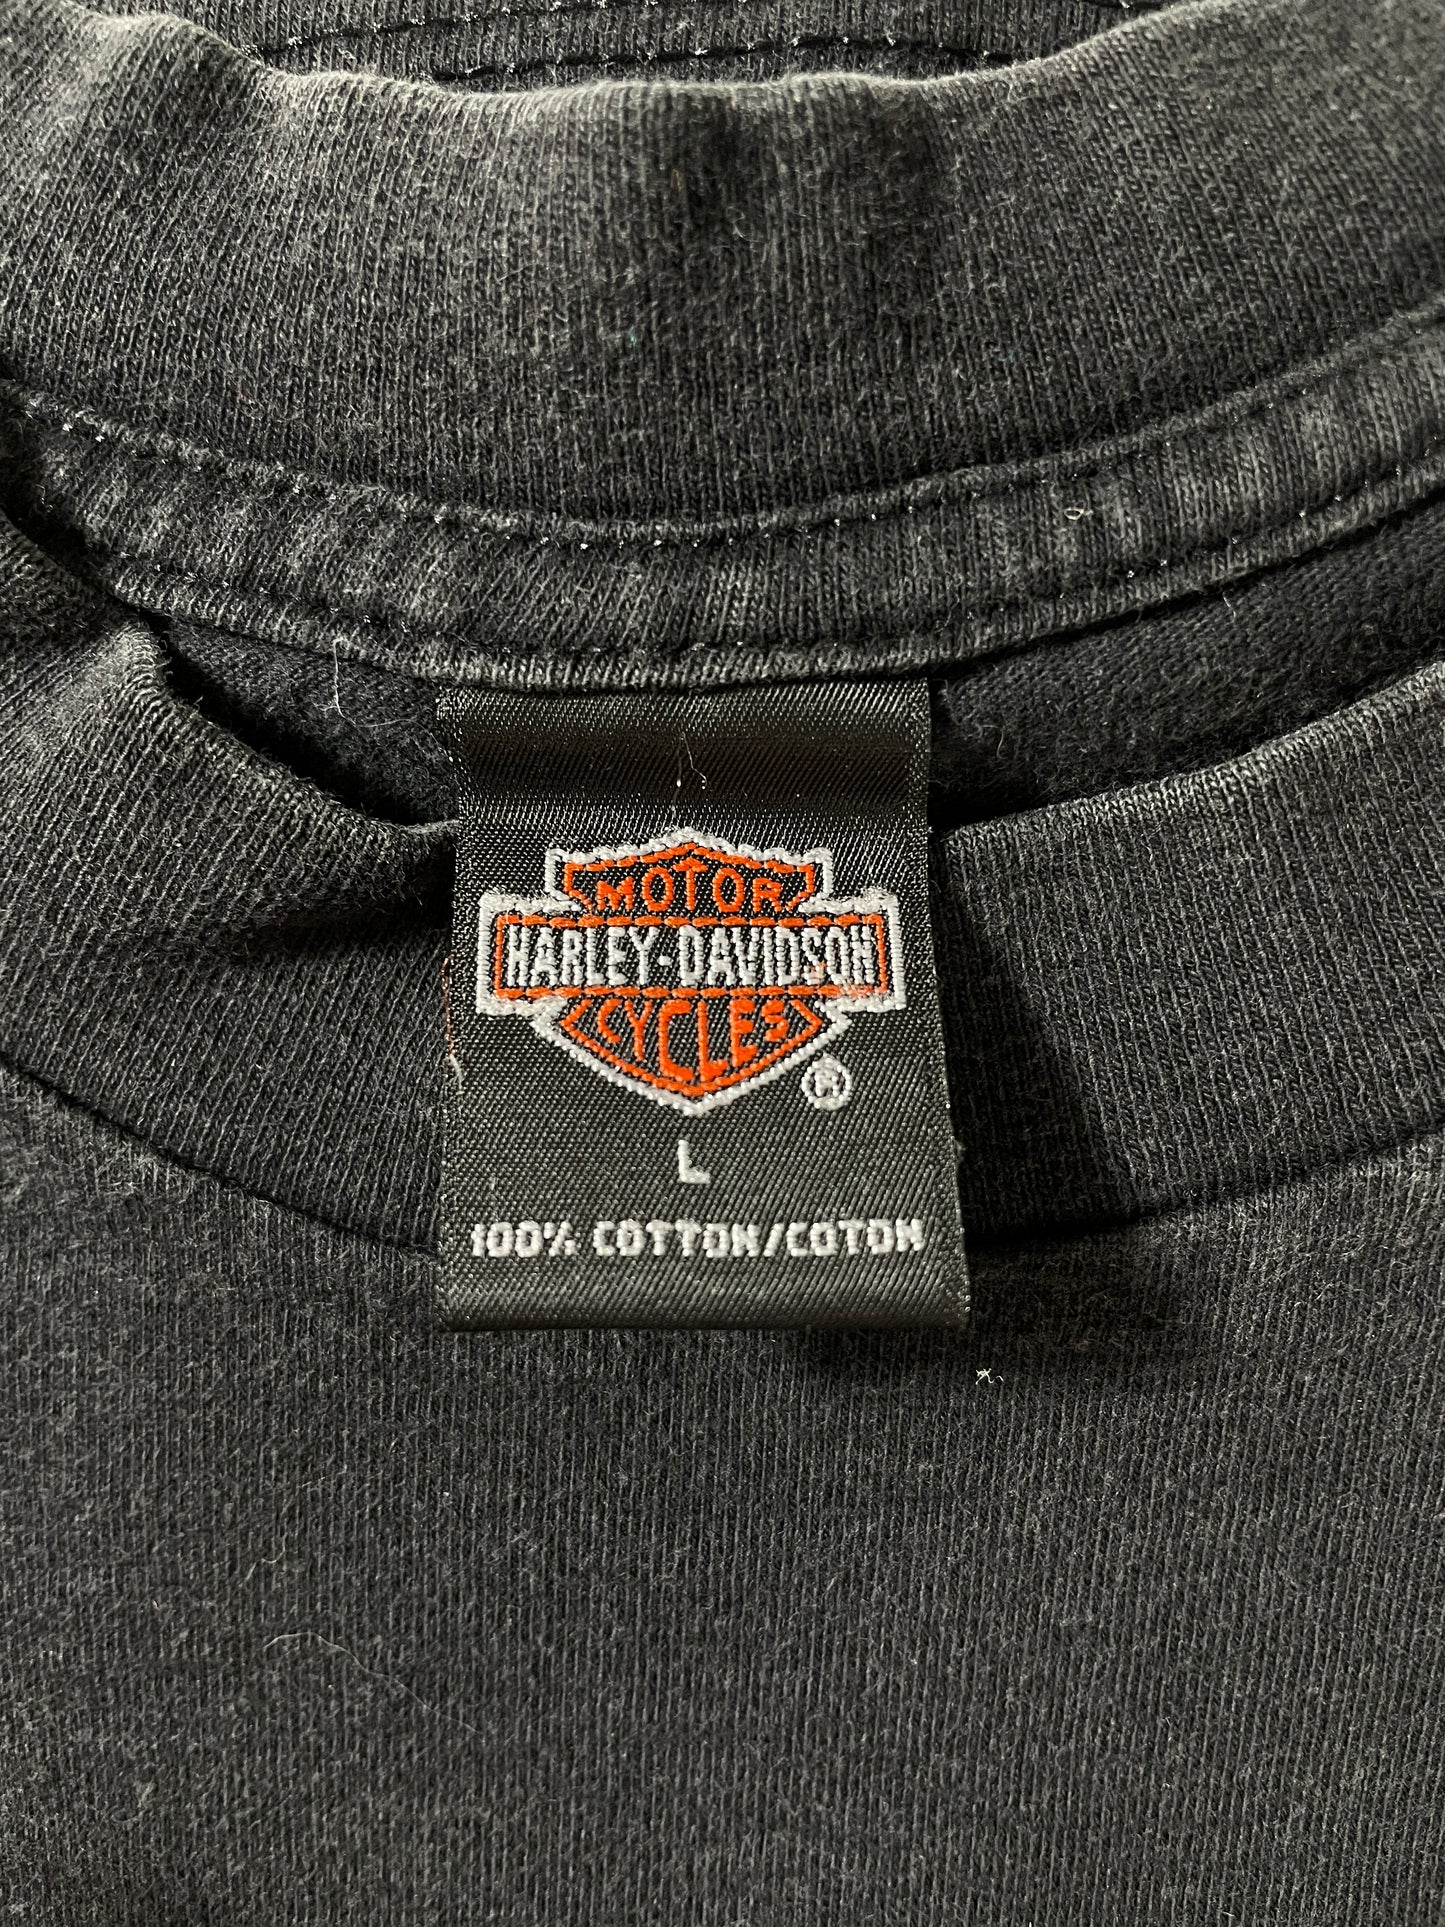 MOTOR
HARLEY-DAVIDSON
CYCLES
®
L
100% COTTON/COTON